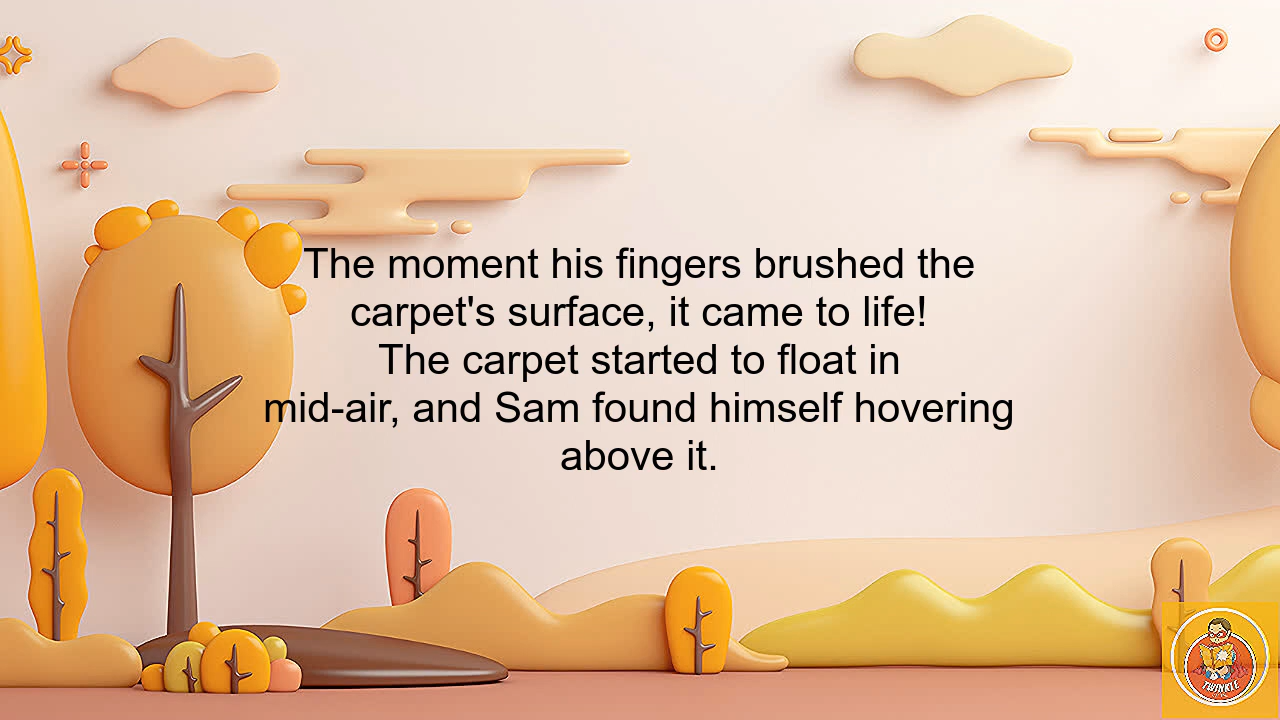 The moment his fingers brushed the
carpet's surface, it came to life!
The carpet started to float in
mid-air, and Sam found himself hovering
above it.
TWINKLE